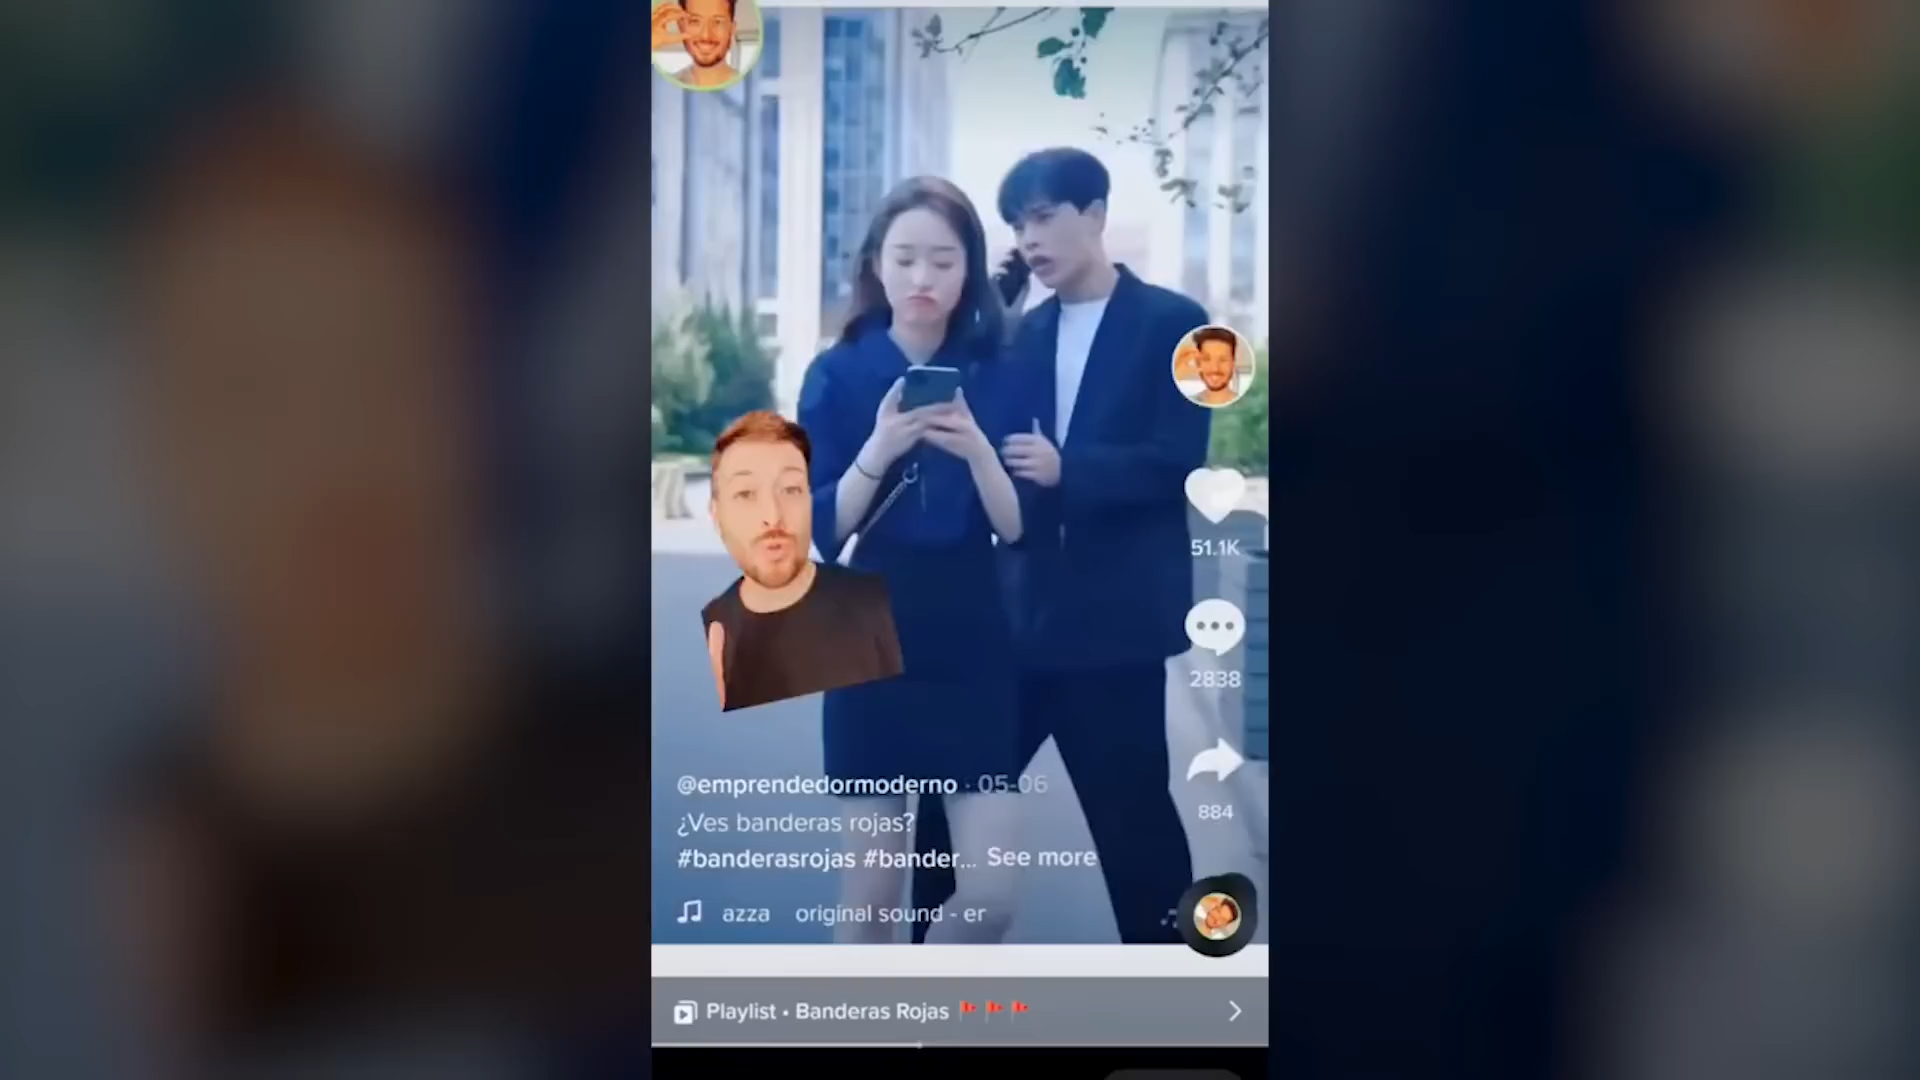 51.1K
2838
884
@emprendedormoderno · 05-06
¿Ves banderas rojas?
#banderasrojas #bander... See more
azza original sound - er
Playlist • Banderas Rojas